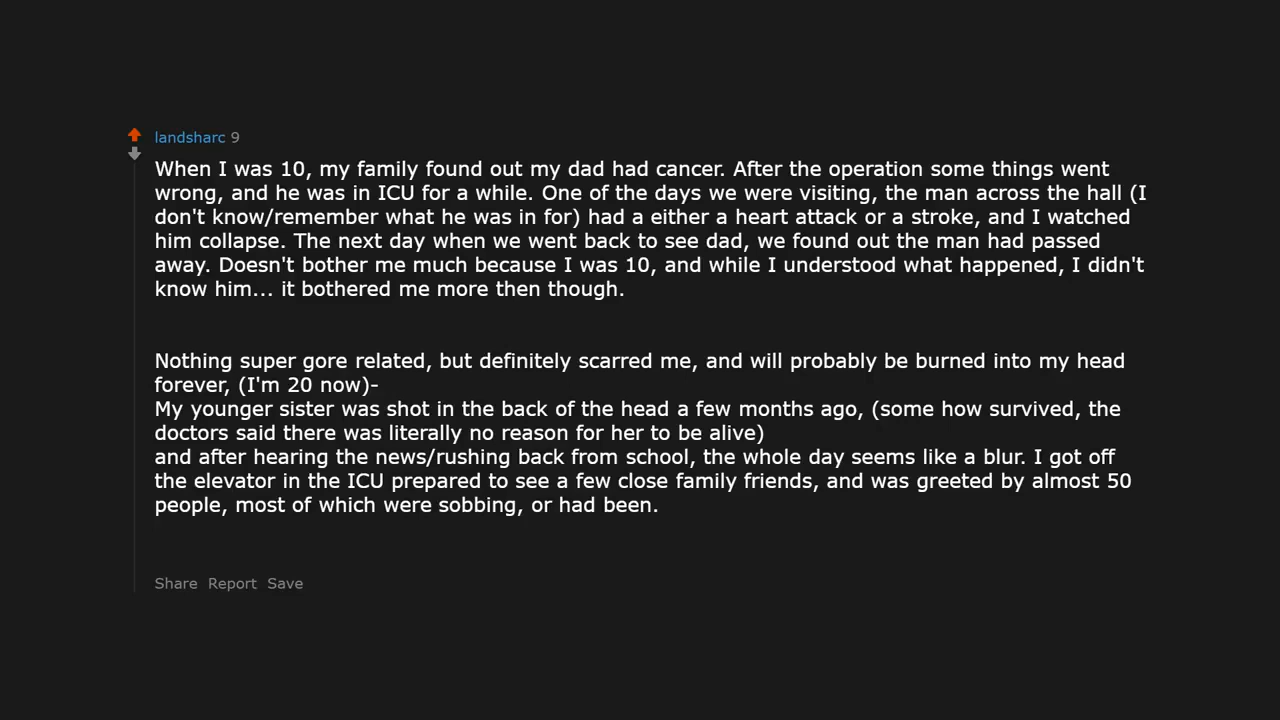 landsharc 9
When I was 10, my family found out my dad had cancer. After the operation some things went
wrong, and he was in ICU for a while. One of the days we were visiting, the man across the hall (I
don't know/remember what he was in for) had a either a heart attack or a stroke, and I watched
him collapse. The next day when we went back to see dad, we found out the man had passed
away. Doesn't bother me much because I was 10, and while I understood what happened, I didn't
know him... it bothered me more then though.
Nothing super gore related, but definitely scarred me, and will probably be burned into my head
forever, (I'm 20 now)-
My younger sister was shot in the back of the head a few months ago, (some how survived, the
doctors said there was literally no reason for her to be alive)
and after hearing the news/rushing back from school, the whole day seems like a blur. I got off
the elevator in the ICU prepared to see a few close family friends, and was greeted by almost 50
people, most of which were sobbing, or had been.
Share Report Save